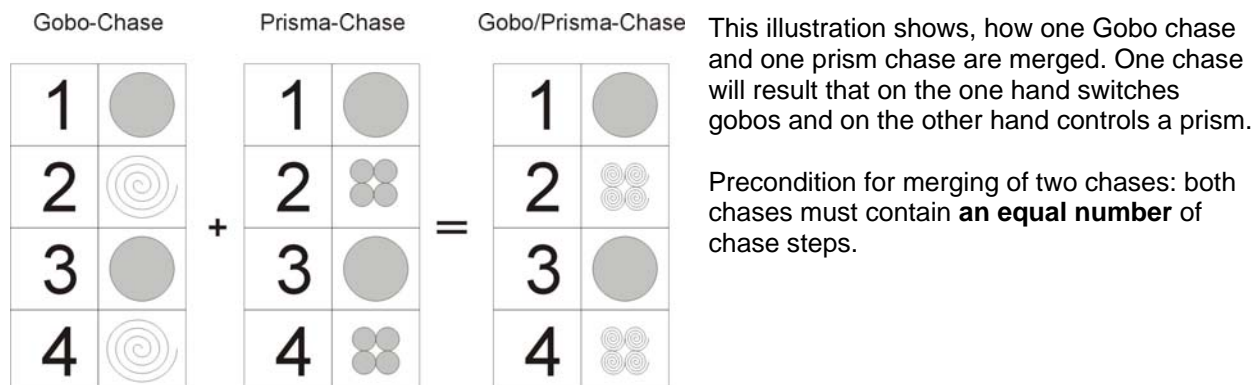 Gobo-Chase Prisma-Chase Gobo/Prisma-Chase
1 1 1
2 2 2
+ =
3 3 3
4 4 4
This illustration shows, how one Gobo chase
and one prism chase are merged. One chase
will result that on the one hand switches
gobos and on the other hand controls a prism.
Precondition for merging of two chases: both
chases must contain an equal number of
chase steps.